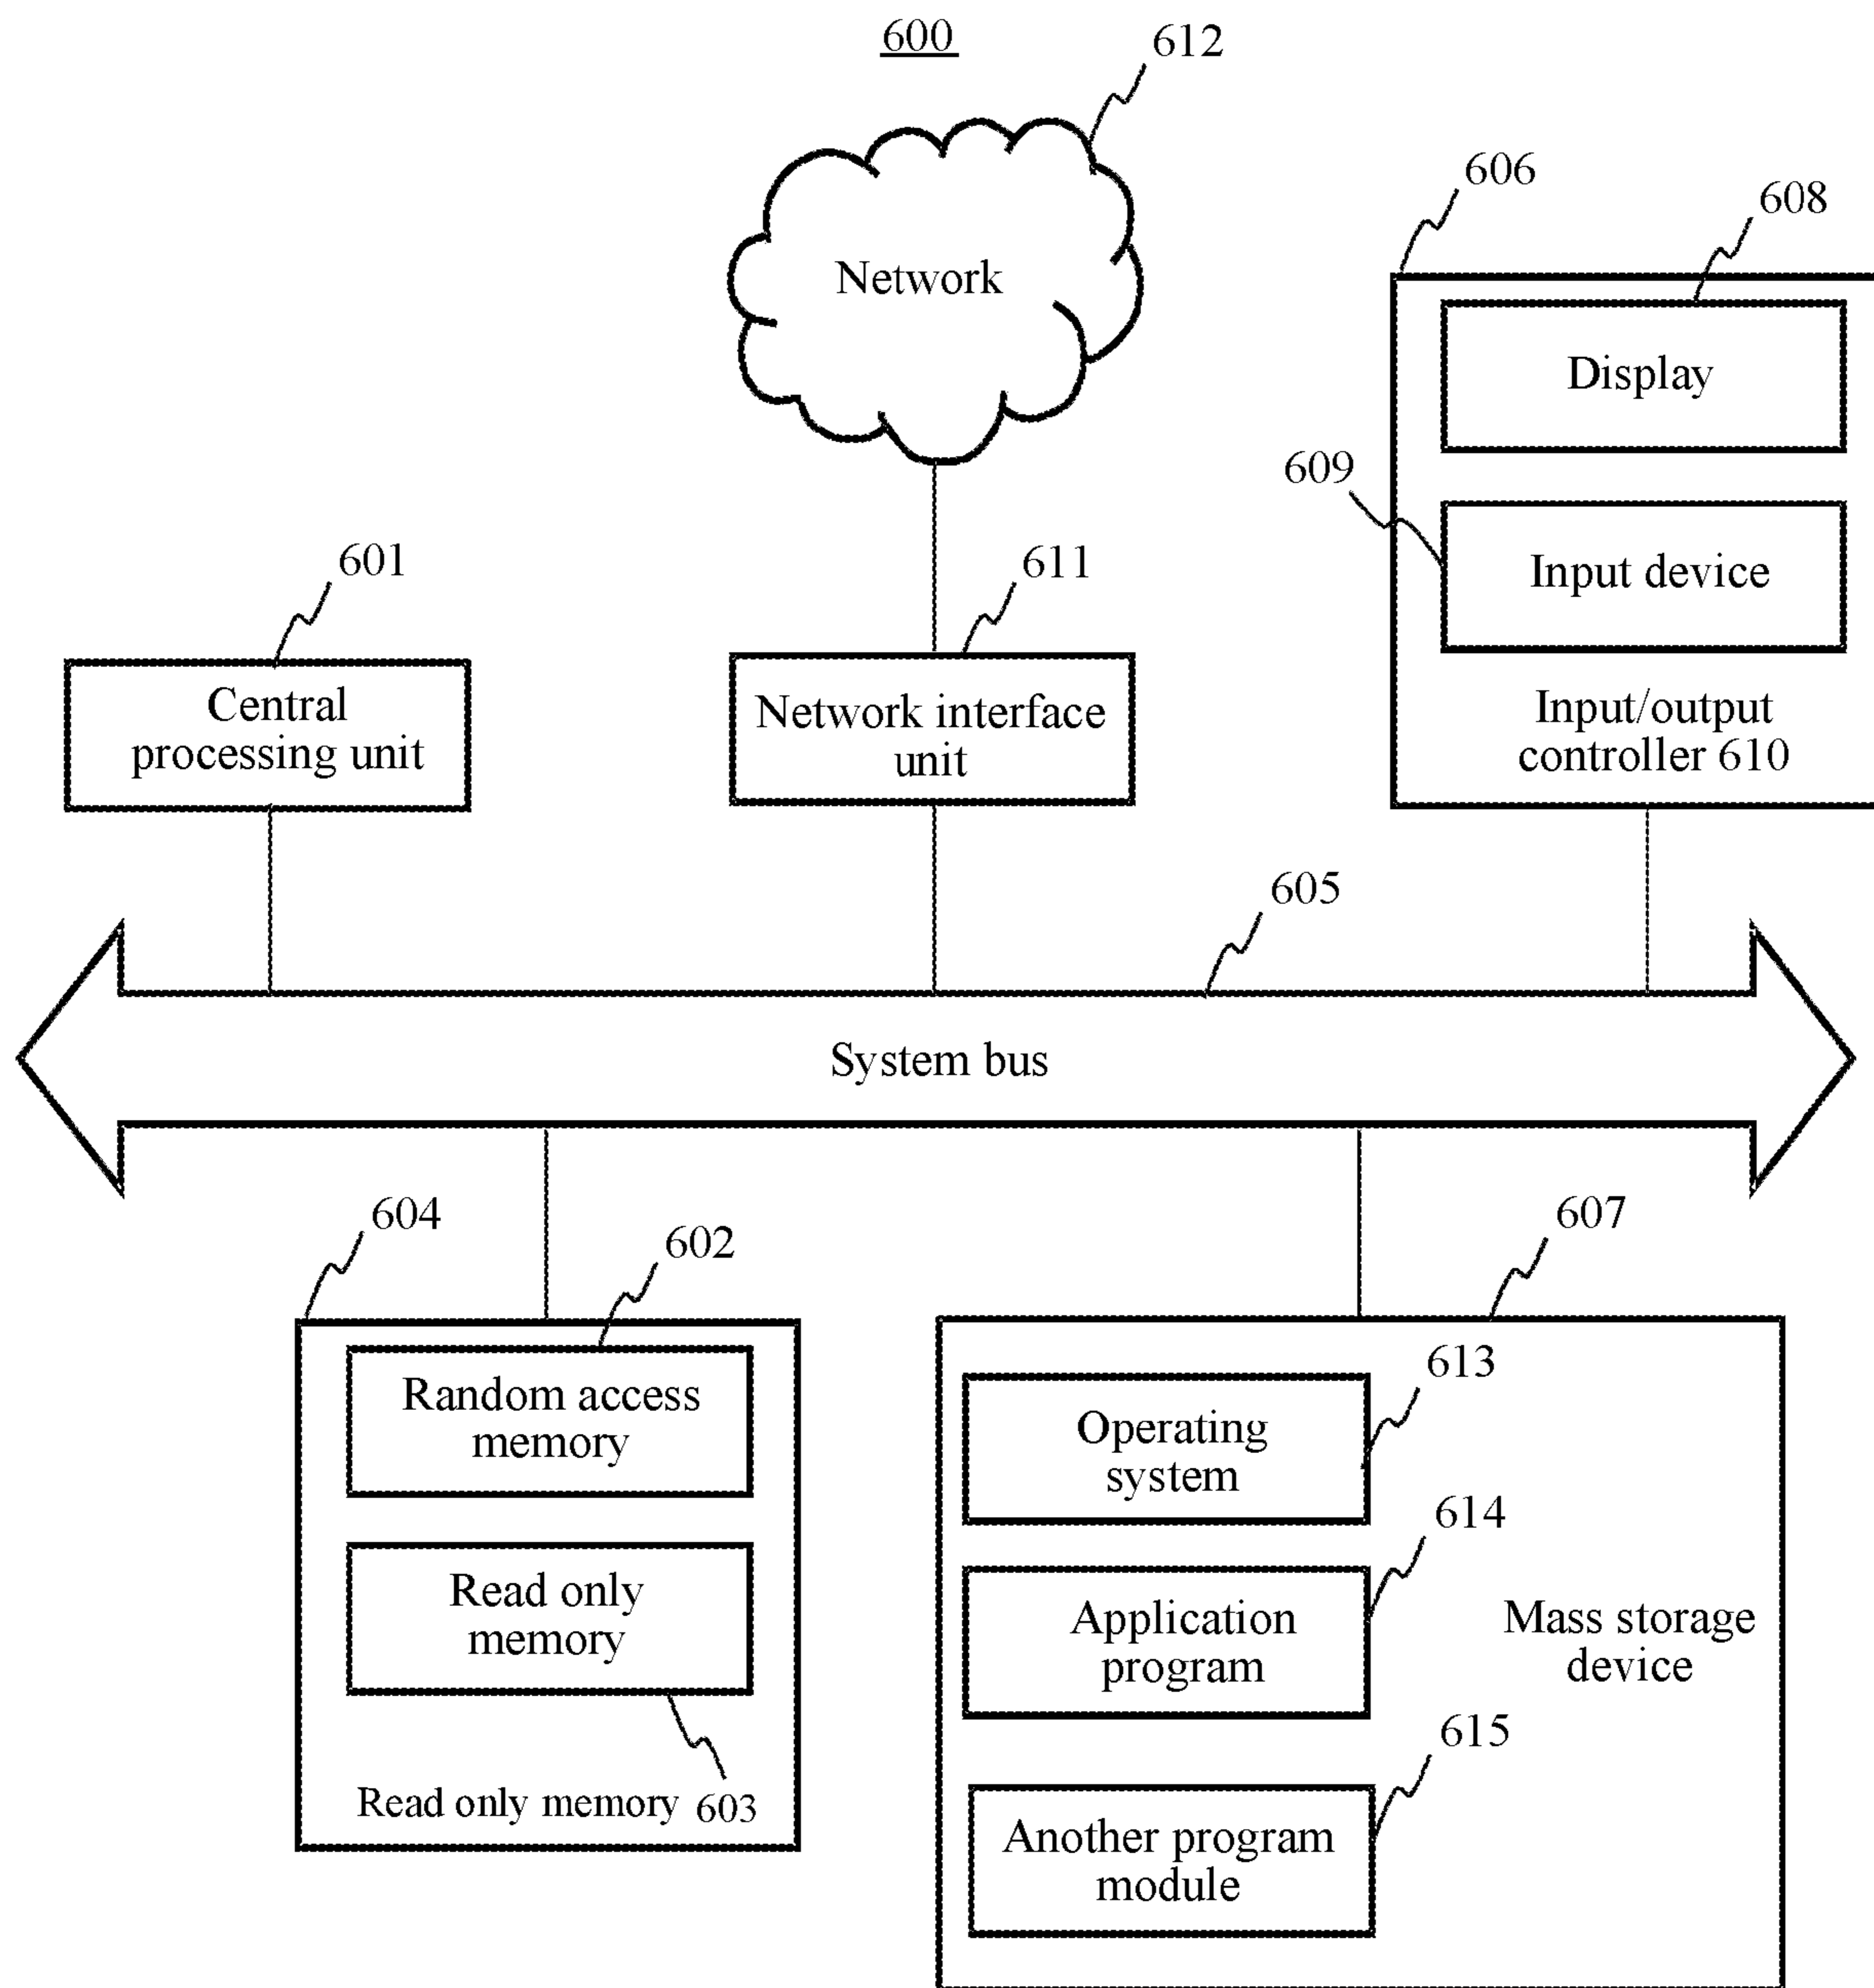 600
612
Network
606
608
Display
609
Input device
Input/output
controller 610
601
Central
processing unit
611
Network interface
unit
605
System bus
604
602
Random access
memory
Read only
memory
Read only memory 603
607
613
Operating
system
614
Application
program
Mass storage
device
615
Another program
module